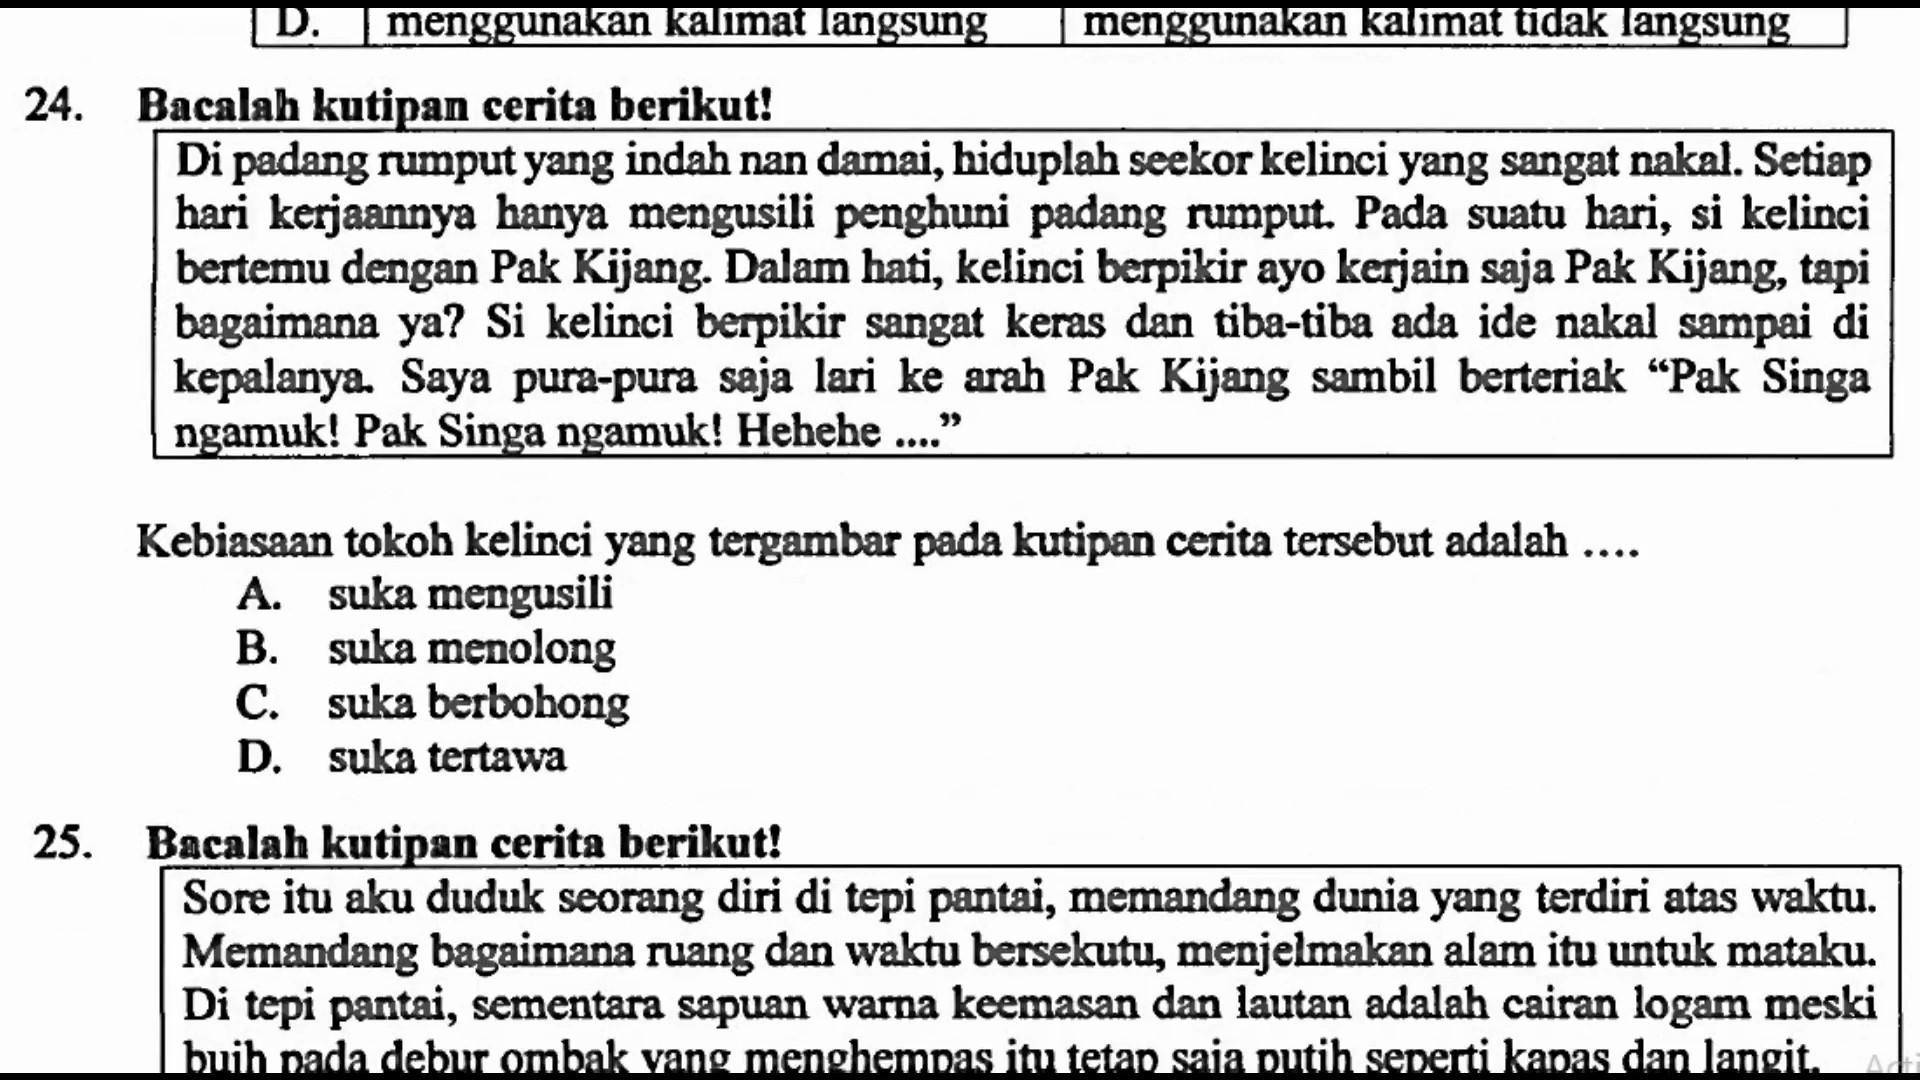 D. menggunakan kalimat langsung menggunakan kalimat tidak langsung
24. Bacalah kutipan cerita berikut!
Di padang rumput yang indah nan damai, hiduplah seekor kelinci yang sangat nakal. Setiap
hari kerjaannya hanya mengusili penghuni padang rumput. Pada suatu hari, si kelinci
bertemu dengan Pak Kijang. Dalam hati, kelinci berpikir ayo kerjain saja Pak Kijang, tapi
bagaimana ya? Si kelinci berpikir sangat keras dan tiba-tiba ada ide nakal sampai di
kepalanya. Saya pura-pura saja lari ke arah Pak Kijang sambil berteriak “Pak Singa
ngamuk! Pak Singa ngamuk! Hehehe ....”
Kebiasaan tokoh kelinci yang tergambar pada kutipan cerita tersebut adalah ....
A. suka mengusili
B. suka menolong
C. suka berbohong
D. suka tertawa
25. Bacalah kutipan cerita berikut!
Sore itu aku duduk seorang diri di tepi pantai, memandang dunia yang terdiri atas waktu.
Memandang bagaimana ruang dan waktu bersekutu, menjelmakan alam itu untuk mataku.
Di tepi pantai, sementara sapuan warna keemasan dan lautan adalah cairan logam meski
buih pada debur ombak yang menghempas itu tetap saja putih seperti kapas dan langit.